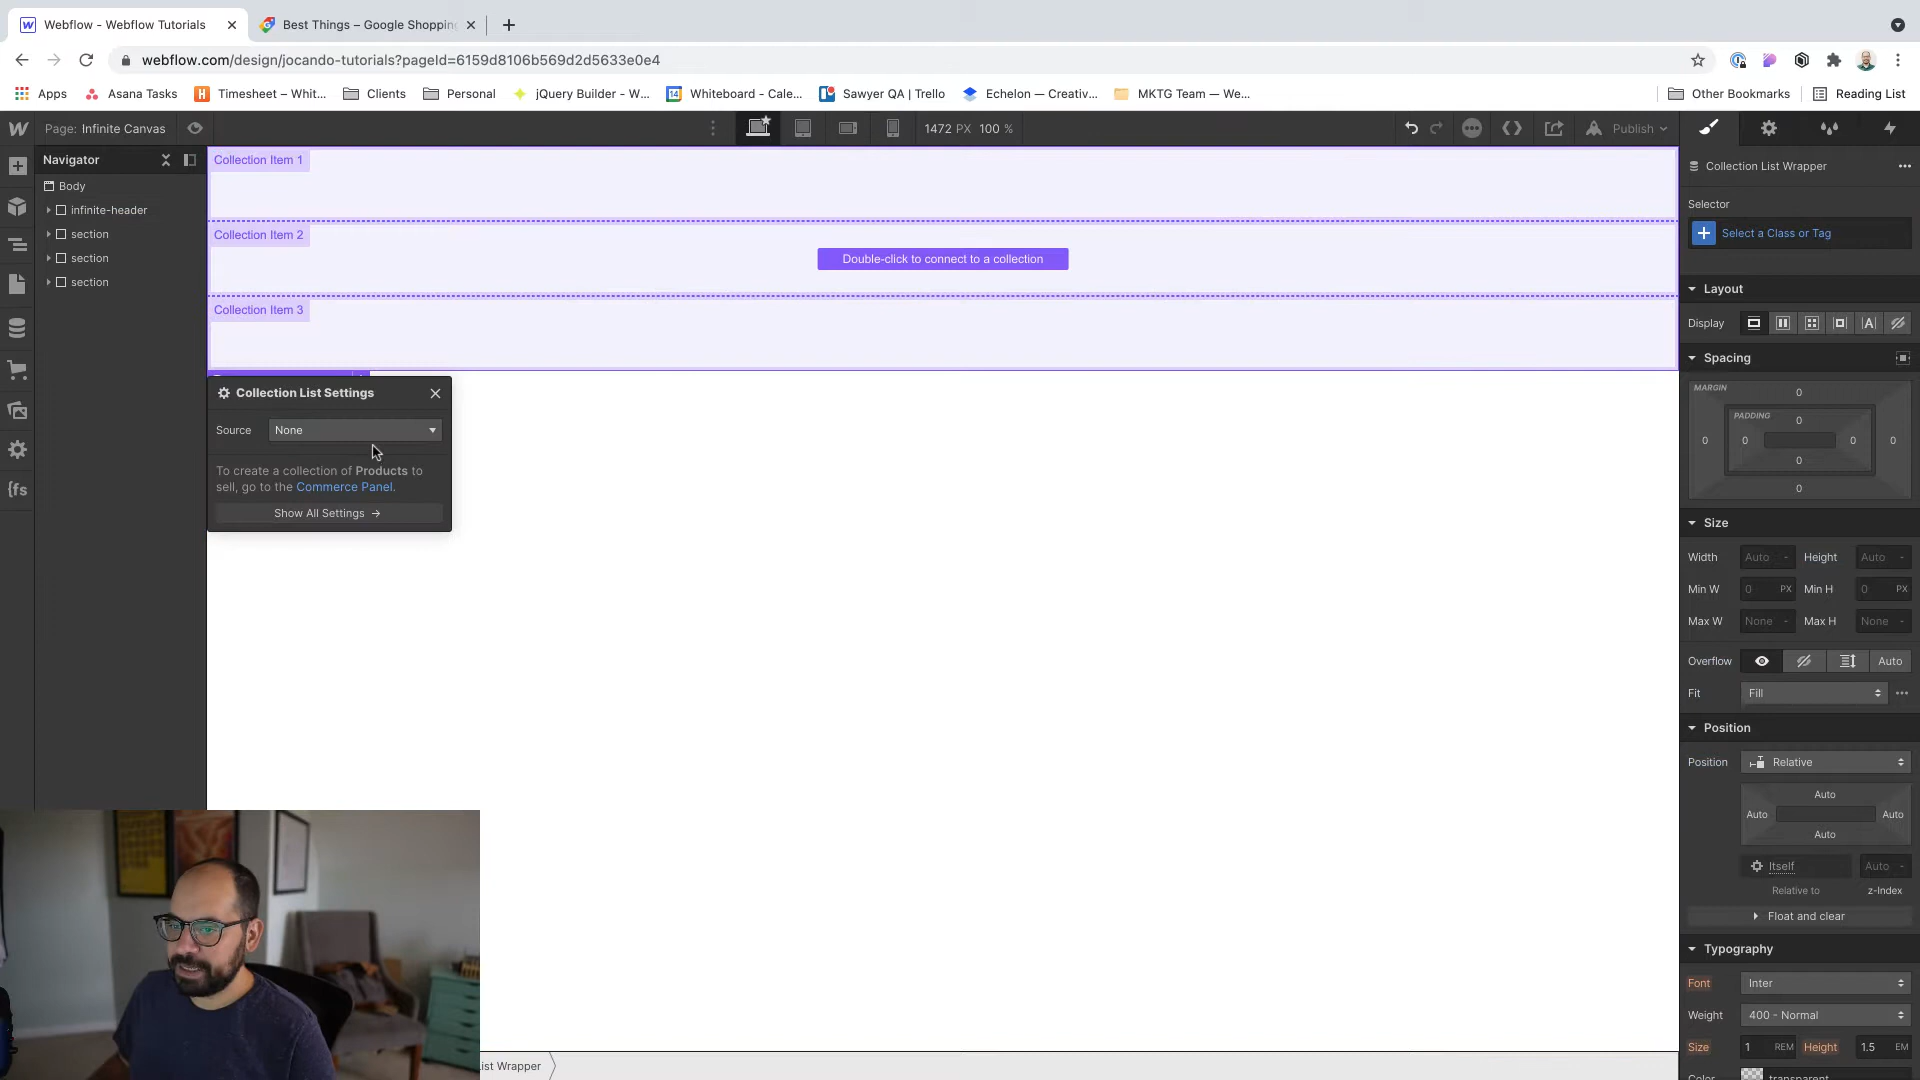 Webflow - Webflow Tutorials
Best Things – Google Shopping
webflow.com/design/jocando-tutorials?pageId=6159d8106b569d2d5633e0e4
Apps
Asana Tasks
Timesheet – Whit...
Clients
Personal
jQuery Builder - W...
Whiteboard - Cale...
Sawyer QA | Trello
Echelon — Creativ...
MKTG Team — We...
Other Bookmarks
Reading List
Page: Infinite Canvas
1472 PX 100 %
Publish
Navigator
Body
infinite-header
section
section
section
Collection Item 1
Collection Item 2
Double-click to connect to a collection
Collection Item 3
Collection List Settings
Source
None
To create a collection of Products to
sell, go to the Commerce Panel.
Show All Settings
List Wrapper
Collection List Wrapper
Selector
Select a Class or Tag
Layout
Display
Spacing
MARGIN
0
PADDING
0
0 0 0 0
0
0
Size
Width Auto - Height Auto -
Min W 0 PX Min H 0 PX
Max W None - Max H None -
Overflow Auto
Fit Fill
Position
Position Relative
Auto
Auto Auto
Auto
Itself Auto -
Relative to z-Index
Float and clear
Typography
Font Inter
Weight 400 - Normal
Size 1 REM Height 1.5 EM
Color transparent